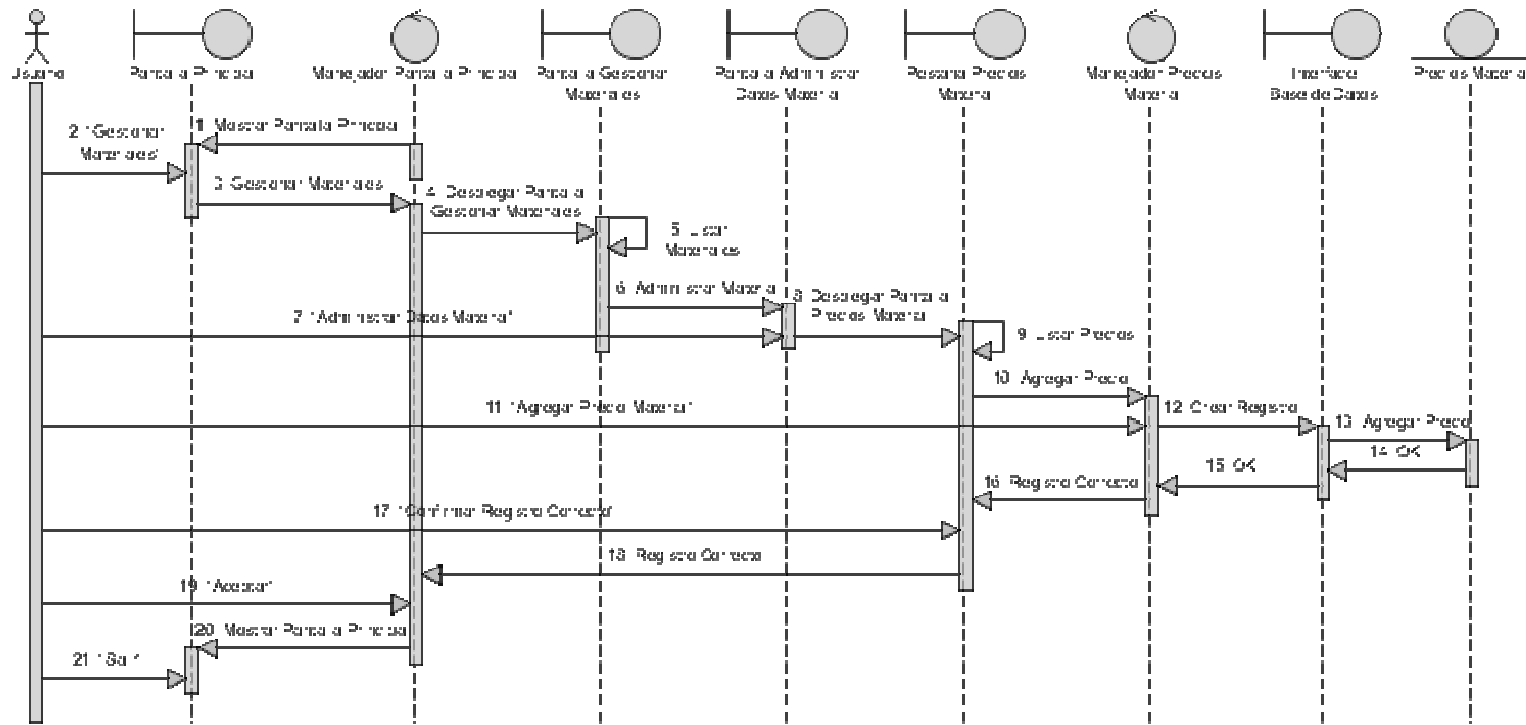 Usuario
Pantalla Principal
Manejador Pantalla Principal
Pantalla Gestionar
Materiales
Pantalla Administrar
Datos Material
Pestaña Precios
Material
Manejador Precios
Material
Interface
Base de Datos
Precios Material
1: Mostrar Pantalla Principal
2: "Gestionar
Materiales"
3: Gestionar Materiales
4: Desplegar Pantalla
Gestionar Materiales
5: Listar
Materiales
6: Administrar Material
7: "Administrar Datos Material"
8: Desplegar Pantalla
Precios Material
9: Listar Precios
10: Agregar Precio
11: "Agregar Precio Material"
12: Crear Registro
13: Agregar Precio
14: OK
15: OK
16: Registro Correcto
17: "Confirmar Registro Correcto"
18: Registro Correcto
19: "Aceptar"
20: Mostrar Pantalla Principal
21: "Salir"